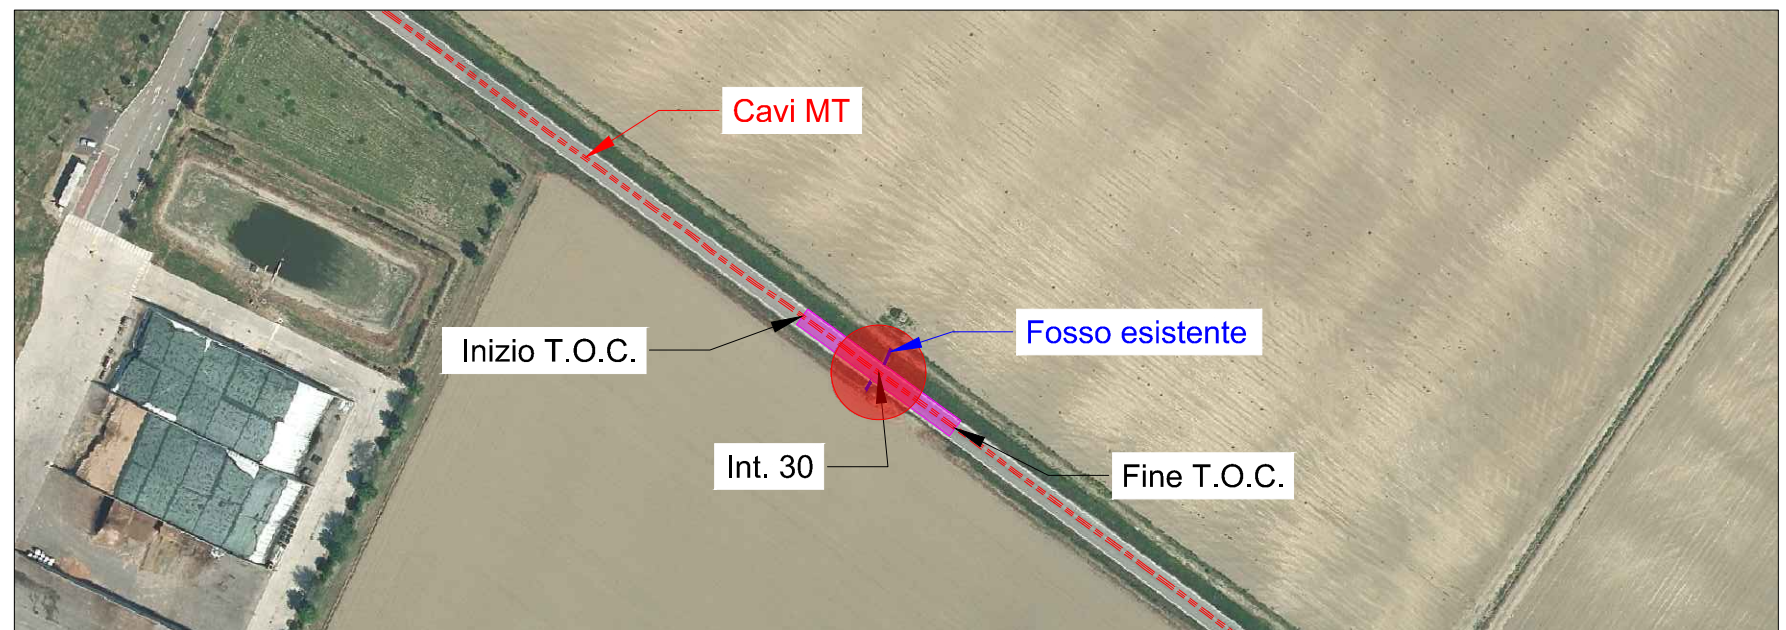 Cavi MT
Fosso esistente
Inizio T.O.C.
Int. 30
Fine T.O.C.